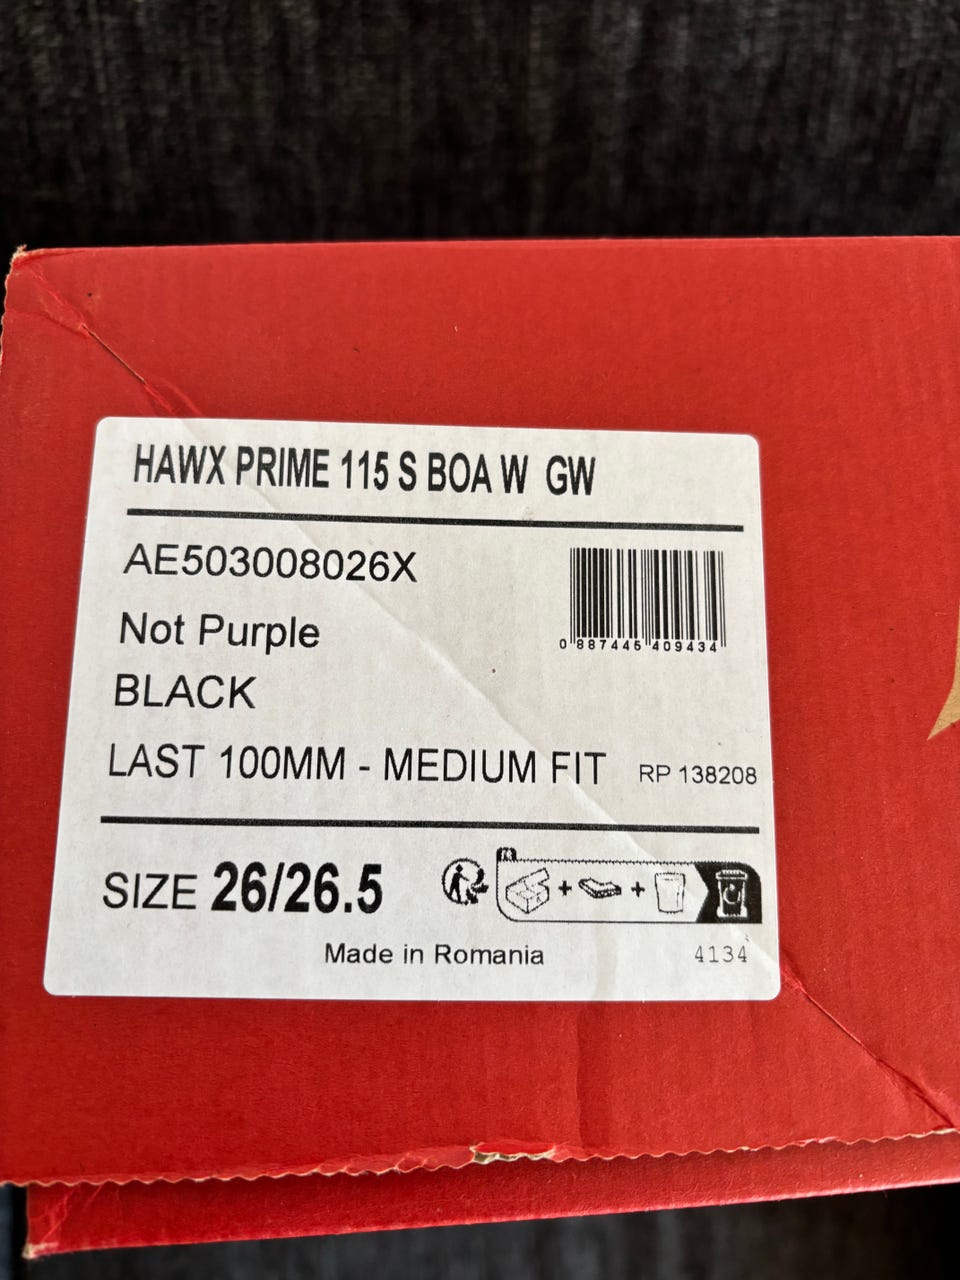 HAWX PRIME 115 S BOA W GW
AE503008026X
0 887445 409434
Not Purple
BLACK
LAST 100MM - MEDIUM FIT RP 138208
SIZE 26/26.5
Made in Romania 4134